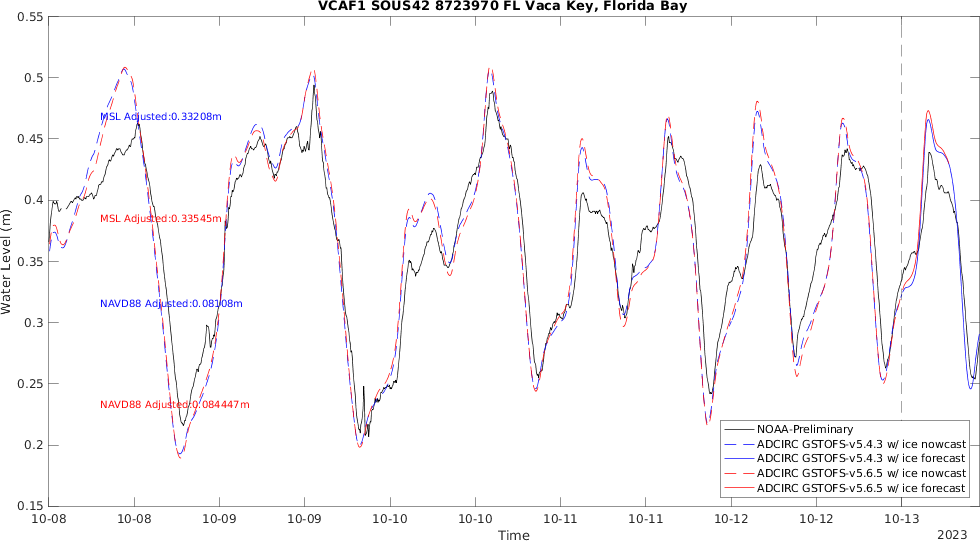 VCAF1 SOUS42 8723970 FL Vaca Key, Florida Bay
Water Level (m)
0.55
0.5
0.45
0.4
0.35
0.3
0.25
0.2
0.15
MSL Adjusted:0.33208m
MSL Adjusted:0.33545m
NAVD88 Adjusted:0.08108m
NAVD88 Adjusted:0.084447m
NOAA-Preliminary
ADCIRC GSTOFS-v5.4.3 w/ ice nowcast
ADCIRC GSTOFS-v5.4.3 w/ ice forecast
ADCIRC GSTOFS-v5.6.5 w/ ice nowcast
ADCIRC GSTOFS-v5.6.5 w/ ice forecast
10-08 10-08 10-09 10-09 10-10 10-10 10-11 10-11 10-12 10-12 10-13
Time
2023